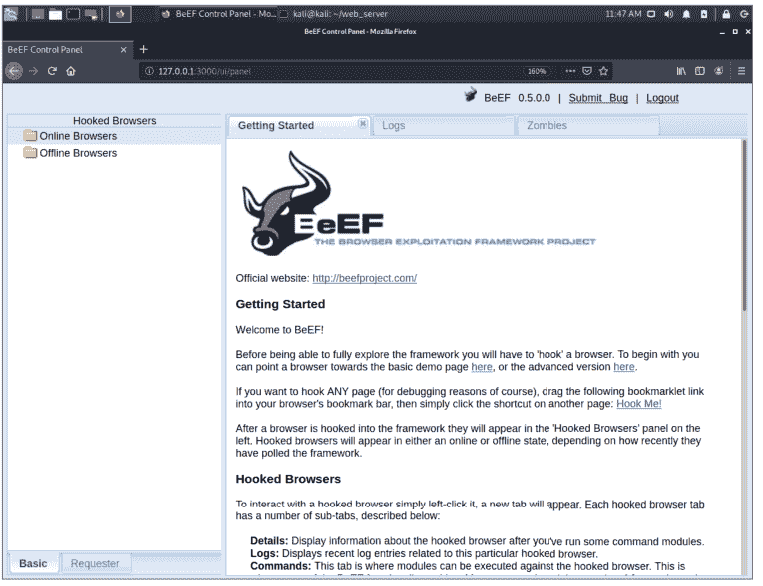 BeEF Control Panel - Mo...
kali@kali: ~/web_server
11:47 AM
BeEF Control Panel - Mozilla Firefox
BeEF Control Panel
127.0.0.1:3000/ui/panel
160%
BeEF 0.5.0.0 | Submit Bug | Logout
Hooked Browsers
Online Browsers
Offline Browsers
Getting Started
Logs
Zombies
BeEF
THE BROWSER EXPLOITATION FRAMEWORK PROJECT
Official website: http://beefproject.com/
Getting Started
Welcome to BeEF!
Before being able to fully explore the framework you will have to 'hook' a browser. To begin with you
can point a browser towards the basic demo page here, or the advanced version here.
If you want to hook ANY page (for debugging reasons of course), drag the following bookmarklet link
into your browser's bookmark bar, then simply click the shortcut on another page: Hook Me!
After a browser is hooked into the framework they will appear in the 'Hooked Browsers' panel on the
left. Hooked browsers will appear in either an online or offline state, depending on how recently they
have polled the framework.
Hooked Browsers
To interact with a hooked browser simply left-click it, a new tab will appear. Each hooked browser tab
has a number of sub-tabs, described below:
Details: Display information about the hooked browser after you've run some command modules.
Logs: Displays recent log entries related to this particular hooked browser.
Commands: This tab is where modules can be executed against the hooked browser. This is
Basic
Requester